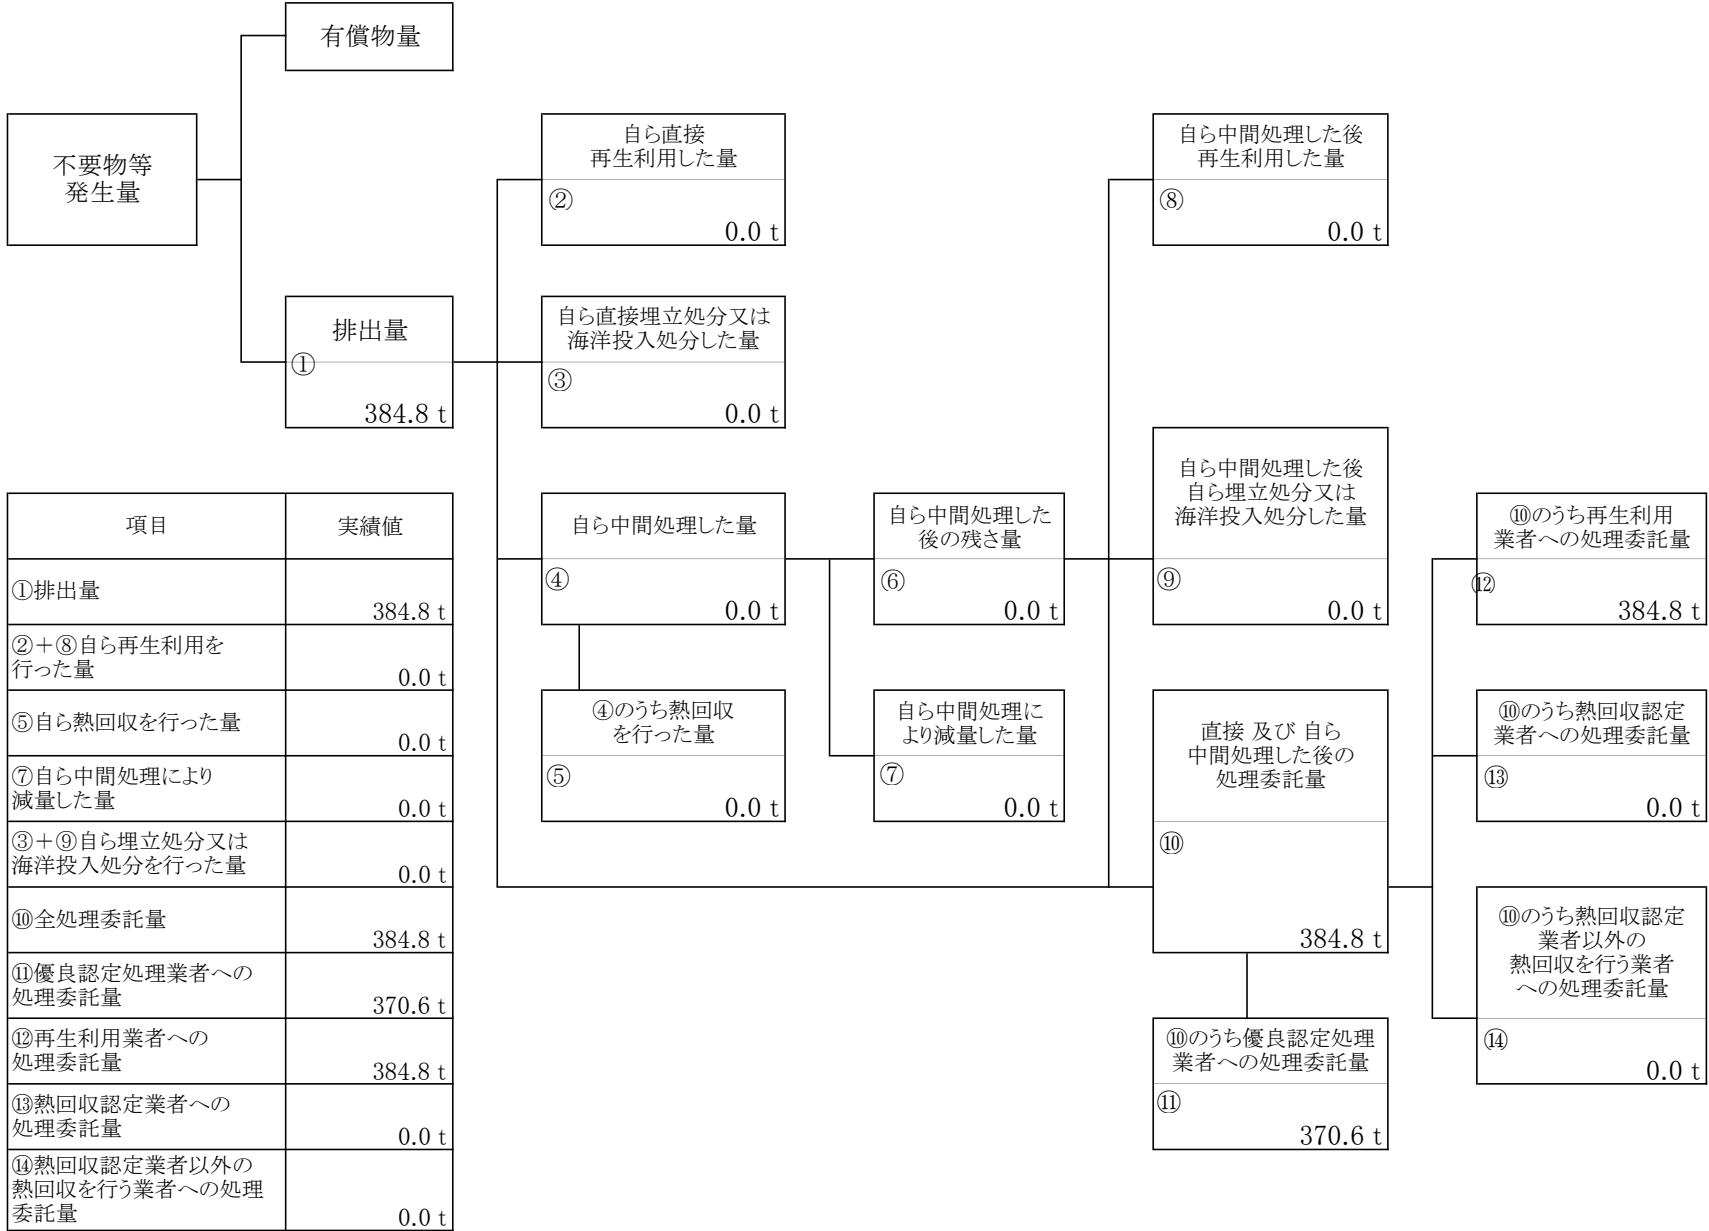 有償物量
不要物等
発生量
排出量
①
384.8 t
自ら直接
再生利用した量
②
0.0 t
自ら直接埋立処分又は
海洋投入処分した量
③
0.0 t
自ら中間処理した量
④
0.0 t
④のうち熱回収
を行った量
⑤
0.0 t
自ら中間処理した
後の残さ量
⑥
0.0 t
自ら中間処理に
より減量した量
⑦
0.0 t
自ら中間処理した後
再生利用した量
⑧
0.0 t
自ら中間処理した後
自ら埋立処分又は
海洋投入処分した量
⑨
0.0 t
直接 及び 自ら
中間処理した後の
処理委託量
⑩
384.8 t
⑩のうち優良認定処理
業者への処理委託量
⑪
370.6 t
⑩のうち再生利用
業者への処理委託量
⑫
384.8 t
⑩のうち熱回収認定
業者への処理委託量
⑬
0.0 t
⑩のうち熱回収認定
業者以外の
熱回収を行う業者
への処理委託量
⑭
0.0 t
項目 実績値
①排出量
384.8 t
②＋⑧自ら再生利用を
行った量
0.0 t
⑤自ら熱回収を行った量
0.0 t
⑦自ら中間処理により
減量した量
0.0 t
③＋⑨自ら埋立処分又は
海洋投入処分を行った量
0.0 t
⑩全処理委託量
384.8 t
⑪優良認定処理業者への
処理委託量
370.6 t
⑫再生利用業者への
処理委託量
384.8 t
⑬熱回収認定業者への
処理委託量
0.0 t
⑭熱回収認定業者以外の
熱回収を行う業者への処理
委託量
0.0 t